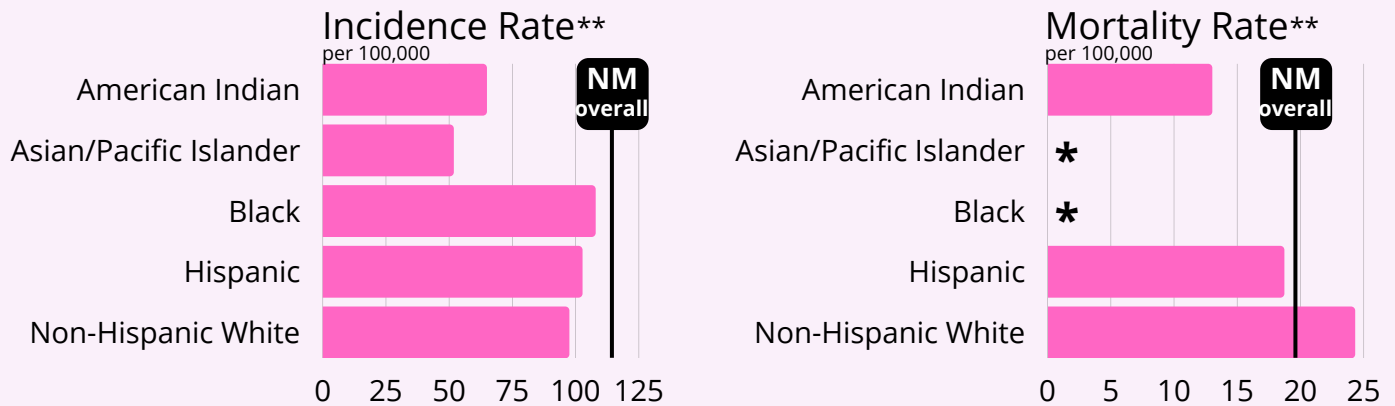 Incidence Rate**
per 100,000
NM
overall
American Indian
Asian/Pacific Islander
Black
Hispanic
Non-Hispanic White
0 25 50 75 100 125
Mortality Rate**
per 100,000
NM
overall
American Indian
Asian/Pacific Islander *
Black *
Hispanic
Non-Hispanic White
0 5 10 15 20 25